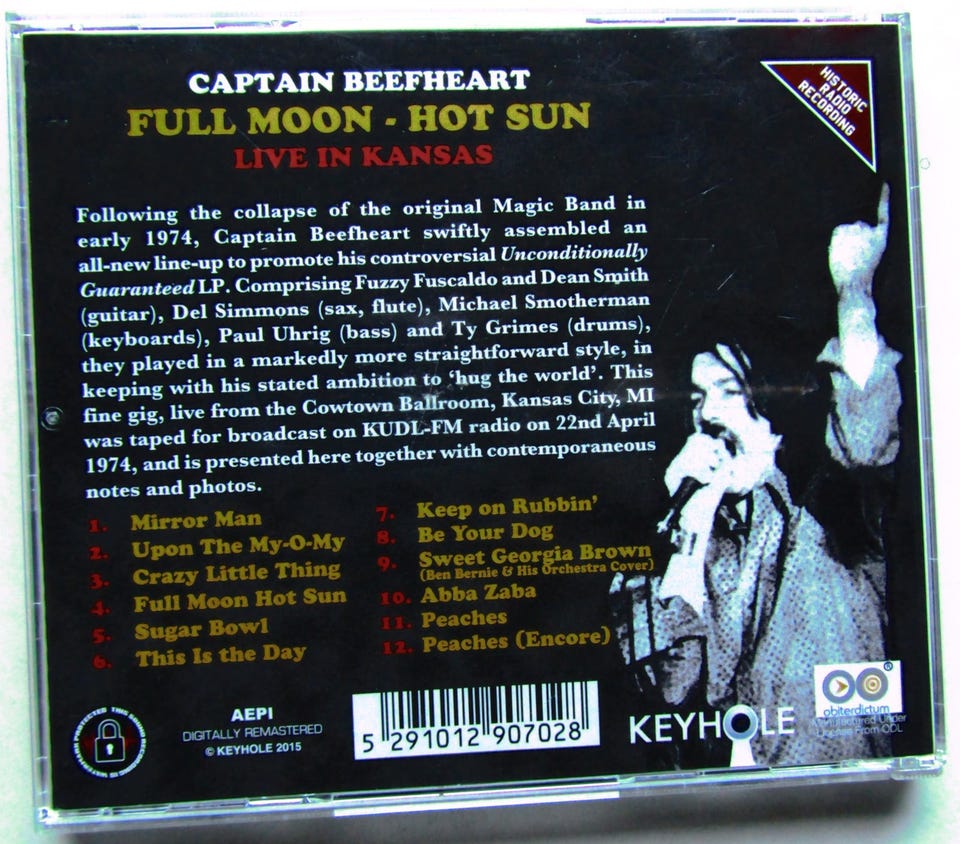 CAPTAIN BEEFHEART
FULL MOON - HOT SUN
LIVE IN KANSAS
HISTORIC
RADIO
RECORDING
Following the collapse of the original Magic Band in
early 1974, Captain Beefheart swiftly assembled an
all-new line-up to promote his controversial Unconditionally
Guaranteed LP. Comprising Fuzzy Fuscaldo and Dean Smith
(guitar), Del Simmons (sax, flute), Michael Smotherman
(keyboards), Paul Uhrig (bass) and Ty Grimes (drums),
they played in a markedly more straightforward style, in
keeping with his stated ambition to ‘hug the world’. This
fine gig, live from the Cowtown Ballroom, Kansas City, MI
was taped for broadcast on KUDL-FM radio on 22nd April
1974, and is presented here together with contemporaneous
notes and photos.
1. Mirror Man
2. Upon The My-O-My
3. Crazy Little Thing
4. Full Moon Hot Sun
5. Sugar Bowl
6. This Is the Day
7. Keep on Rubbin’
8. Be Your Dog
9. Sweet Georgia Brown
(Ben Bernie & His Orchestra Cover)
10. Abba Zaba
11. Peaches
12. Peaches (Encore)
AEPI
DIGITALLY REMASTERED
© KEYHOLE 2015
5 291012 907028
KEYHOLE
®
obiterdictum
Manufactured Under
License From ODL